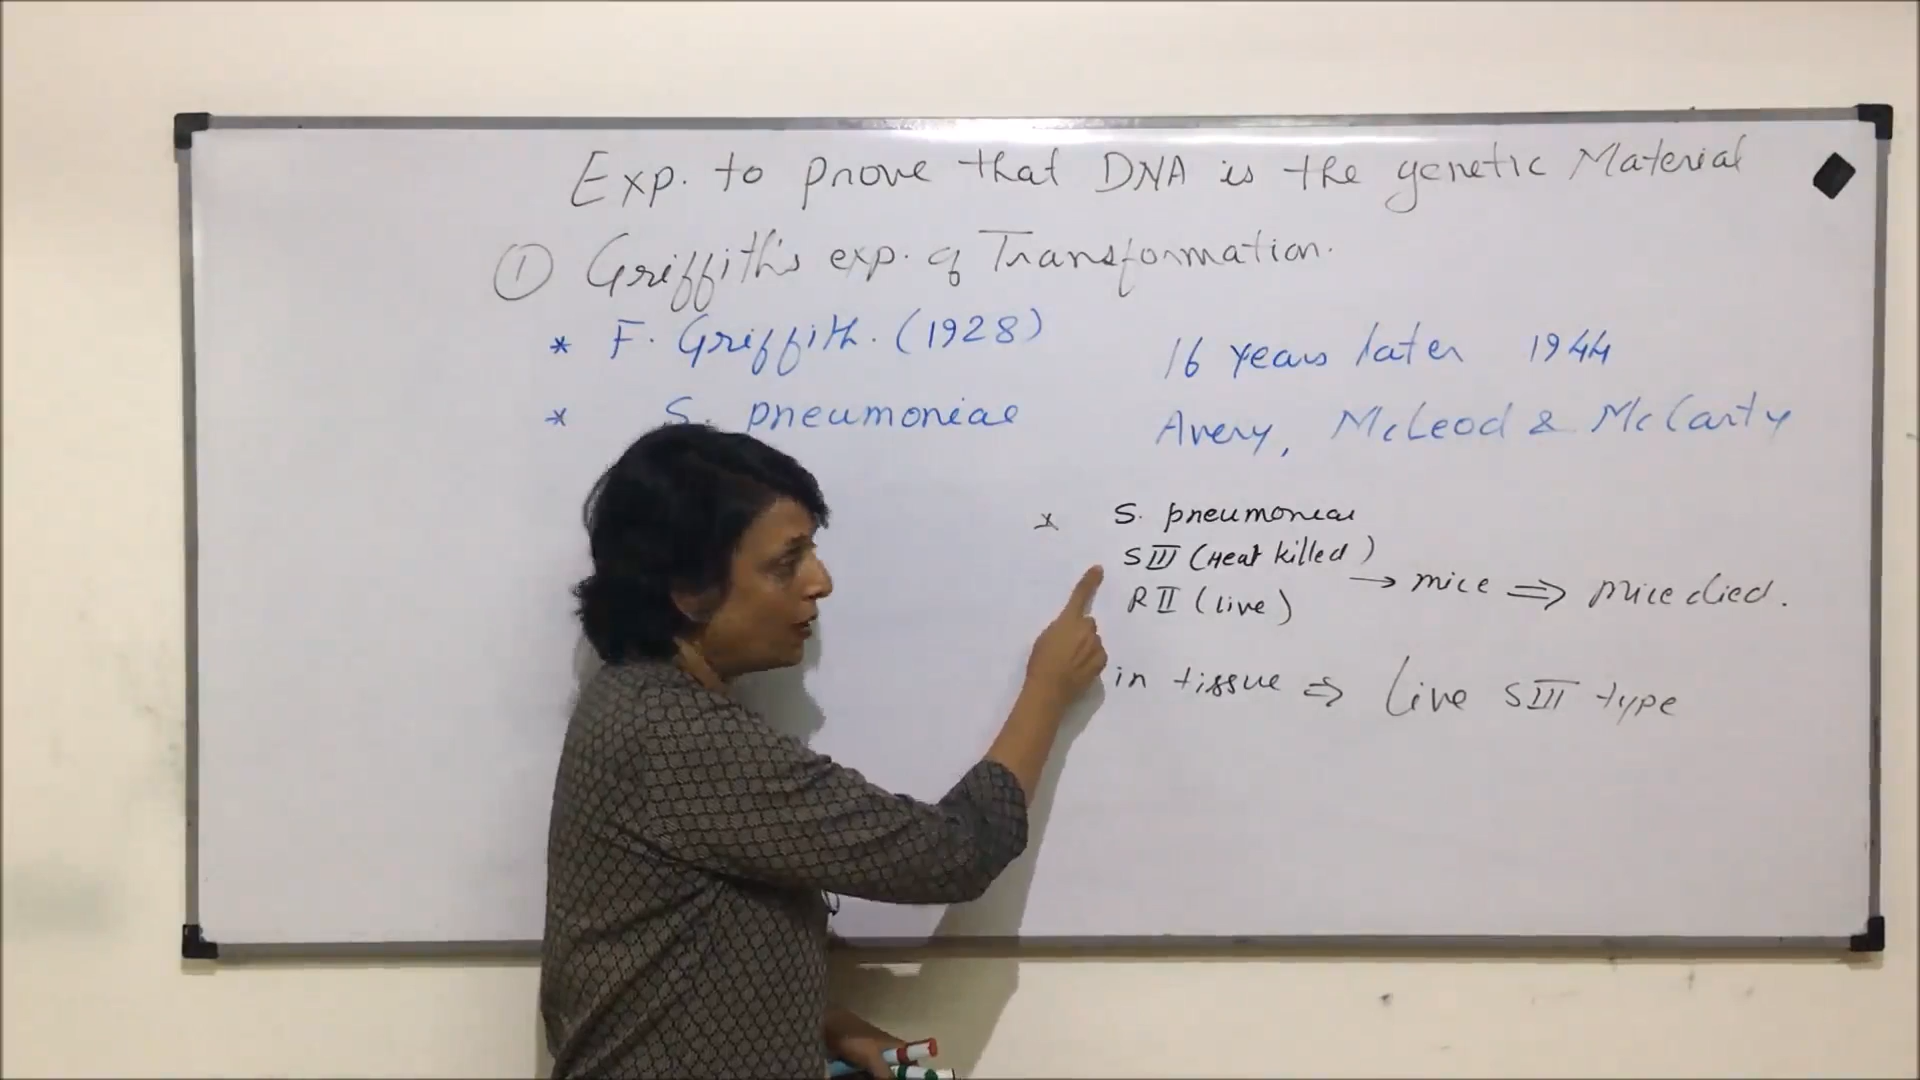 Exp. to prove that DNA is the genetic Material
① Griffith's exp. of Transformation.
* F. Griffith. (1928)
* S. pneumoniae
16 years later 1944
Avery, McLeod & McCarty
* S. pneumoniae
SIII (Heat killed)
RII (live)
→ mice ⇒ mice died.
in tissue ⇒ Live SIII type